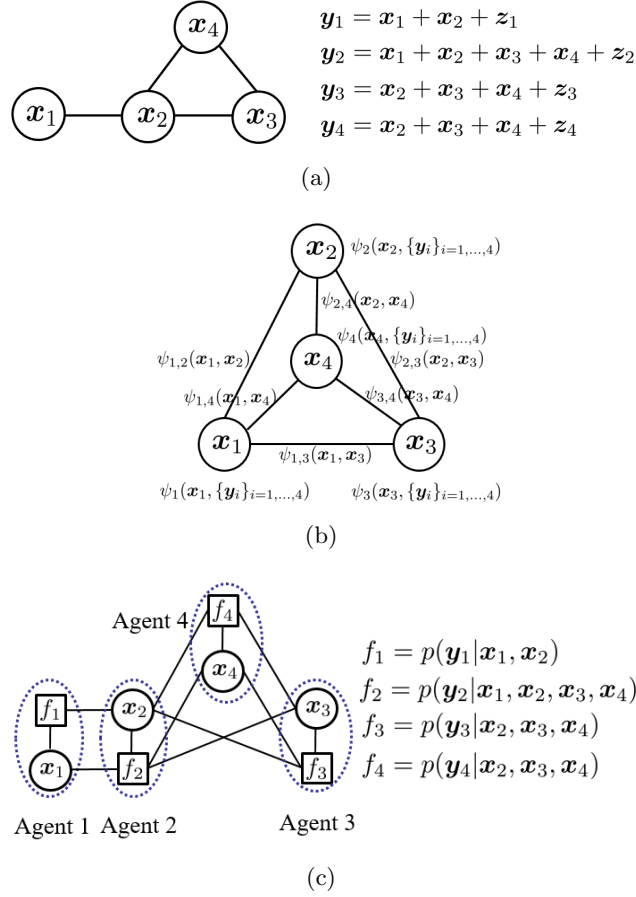 x₄
x₁ x₂ x₃
y₁ = x₁ + x₂ + z₁
y₂ = x₁ + x₂ + x₃ + x₄ + z₂
y₃ = x₂ + x₃ + x₄ + z₃
y₄ = x₂ + x₃ + x₄ + z₄
(a)
x₂ ψ₂(x₂, {yᵢ}ᵢ₌₁,...,₄)
ψ₂,₄(x₂, x₄)
ψ₄(x₄, {yᵢ}ᵢ₌₁,...,₄)
ψ₁,₂(x₁, x₂) x₄ ψ₂,₃(x₂, x₃)
ψ₁,₄(x₁, x₄) ψ₃,₄(x₃, x₄)
x₁ ψ₁,₃(x₁, x₃) x₃
ψ₁(x₁, {yᵢ}ᵢ₌₁,...,₄) ψ₃(x₃, {yᵢ}ᵢ₌₁,...,₄)
(b)
Agent 4 f₄
x₄
f₁ x₂ x₃
x₁ f₂ f₃
Agent 1 Agent 2 Agent 3
f₁ = p(y₁|x₁, x₂)
f₂ = p(y₂|x₁, x₂, x₃, x₄)
f₃ = p(y₃|x₂, x₃, x₄)
f₄ = p(y₄|x₂, x₃, x₄)
(c)